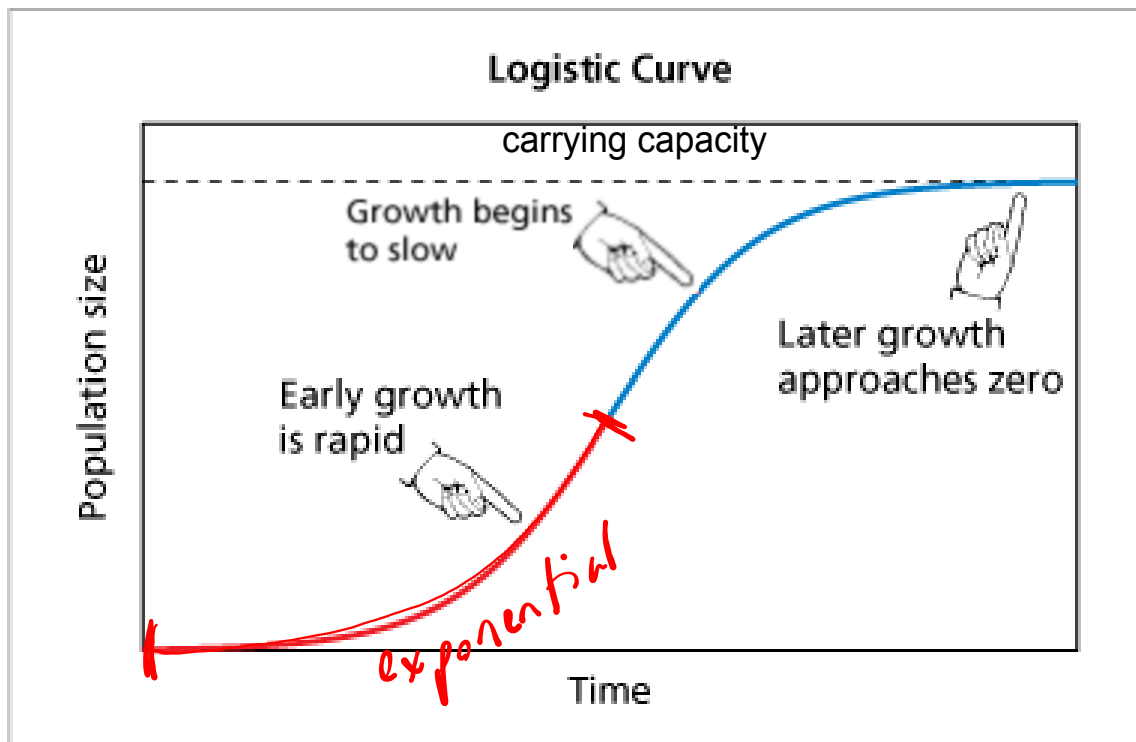 Logistic Curve
carrying capacity
Growth begins
to slow
Population size
Early growth
is rapid
Later growth
approaches zero
exponential
Time